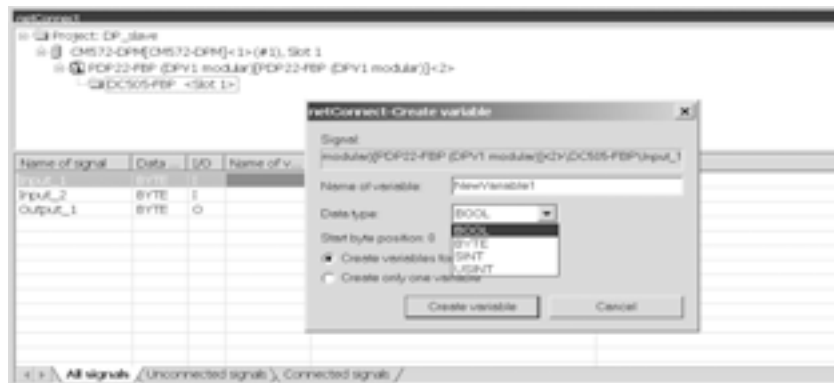 netConnect
Project: DP_slave
CM572-DPM[CM572-DPM]<1>(#1), Slot 1
PDP22-FBP (DPV1 modular)[PDP22-FBP (DPV1 modular)]<2>
DC505-FBP <Slot 1>
netConnect-Create variable
Signal:
modular)[PDP22-FBP (DPV1 modular)]<2>\DC505-FBP\Input_1
Name of signal Data ... I/O Name of v...
Input_1 BYTE I
Input_2 BYTE I
Output_1 BYTE O
Name of variable: NewVariable1
Data type: BOOL
BOOL
BYTE
SINT
USINT
Start byte position: 0
Create variables fo
Create only one variable
Create variable Cancel
All signals Unconnected signals Connected signals